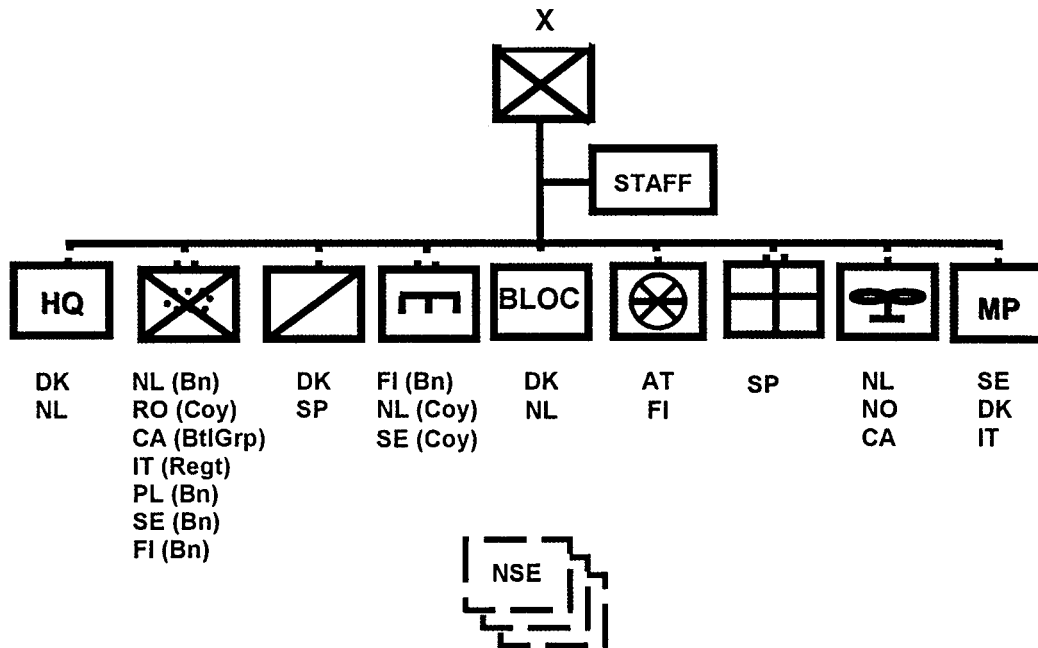 X
STAFF
HQ
BLOC
MP
DK
NL
NL (Bn)
RO (Coy)
CA (BtlGrp)
IT (Regt)
PL (Bn)
SE (Bn)
FI (Bn)
DK
SP
FI (Bn)
NL (Coy)
SE (Coy)
DK
NL
AT
FI
SP
NL
NO
CA
SE
DK
IT
NSE